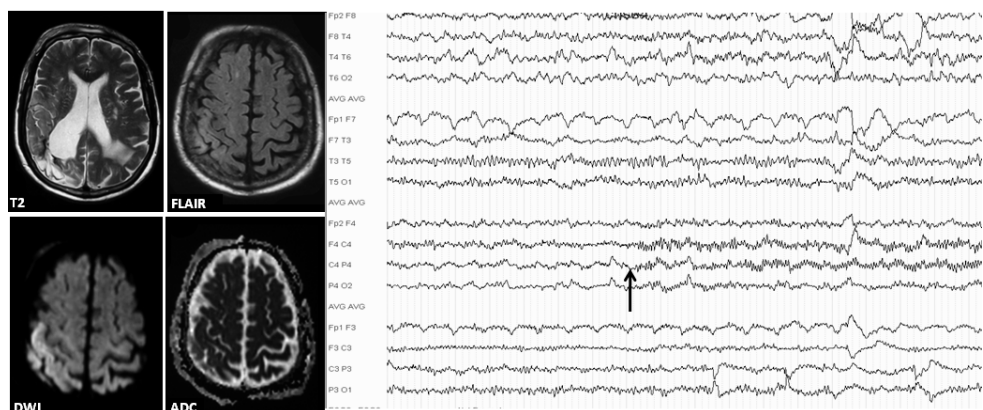 T2
FLAIR
DWI
ADC
Fp2 F8
F8 T4
T4 T6
T6 O2
AVG AVG
Fp1 F7
F7 T3
T3 T5
T5 O1
AVG AVG
Fp2 F4
F4 C4
C4 P4
P4 O2
AVG AVG
Fp1 F3
F3 C3
C3 P3
P3 O1